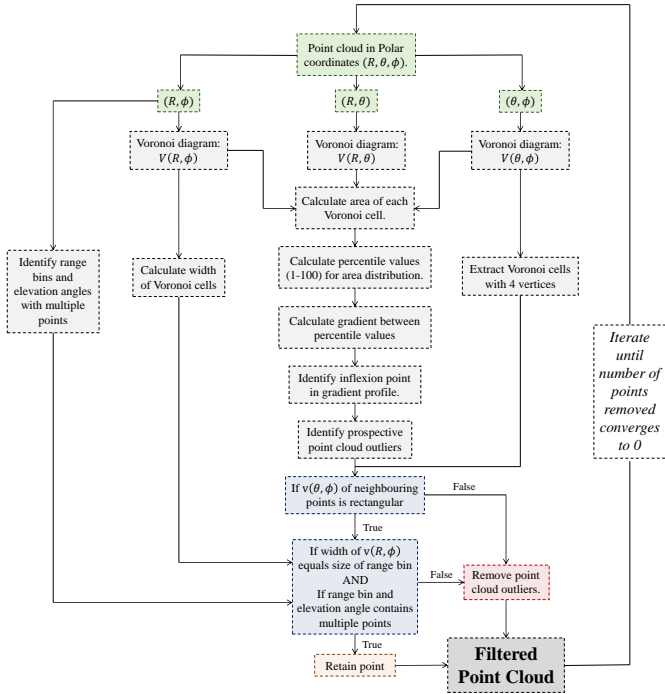 Point cloud in Polar
coordinates (R, θ, ϕ).
(R, ϕ)
(R, θ)
(θ, ϕ)
Voronoi diagram:
V(R, ϕ)
Voronoi diagram:
V(R, θ)
Voronoi diagram:
V(θ, ϕ)
Calculate area of each
Voronoi cell.
Identify range
bins and
elevation angles
with multiple
points
Calculate width
of Voronoi cells
Calculate percentile values
(1-100) for area distribution.
Extract Voronoi cells
with 4 vertices
Calculate gradient between
percentile values
Identify inflexion point
in gradient profile.
Identify prospective
point cloud outliers
Iterate
until
number of
points
removed
converges
to 0
If v(θ, ϕ) of neighbouring
points is rectangular
False
True
If width of v(R, ϕ)
equals size of range bin
AND
If range bin and
elevation angle contains
multiple points
False
Remove point
cloud outliers.
True
Retain point
Filtered
Point Cloud